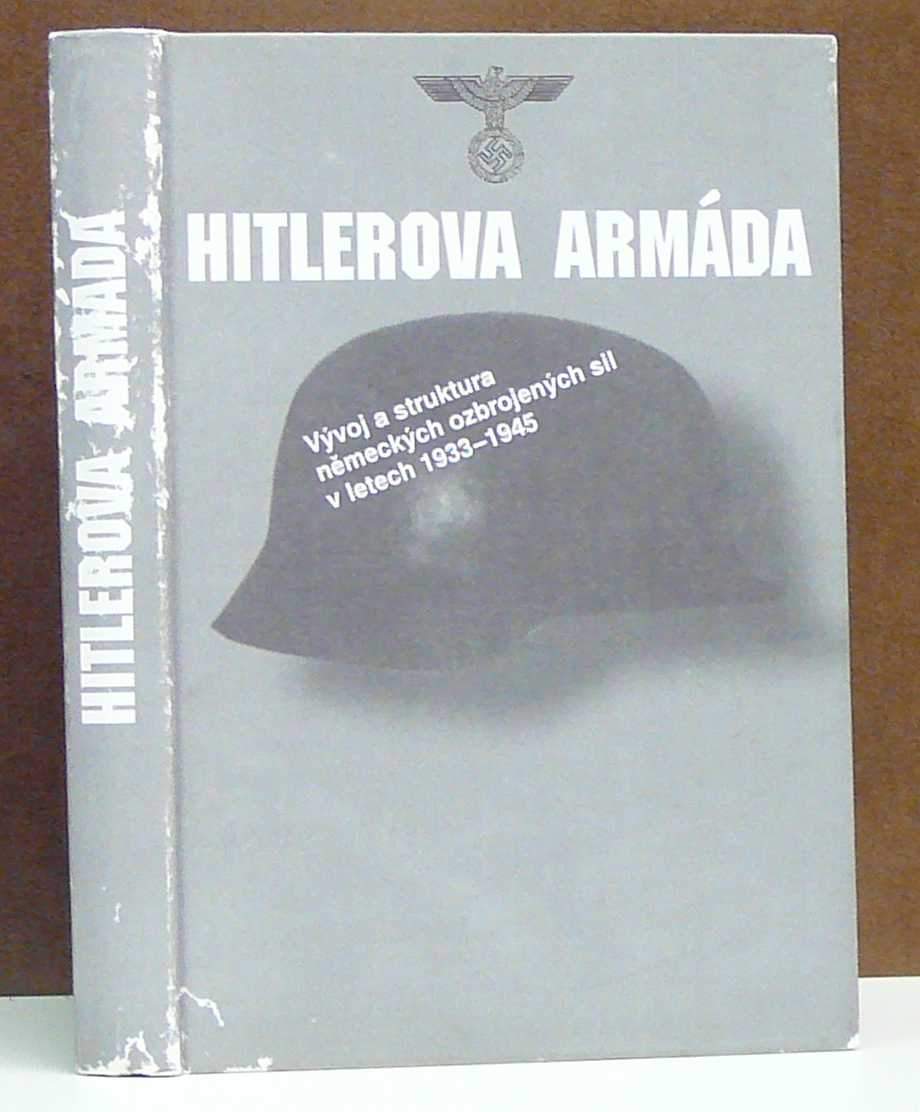 HITLEROVA ARMÁDA
HITLEROVA ARMÁDA
Vývoj a struktura
německých ozbrojených sil
v letech 1933–1945